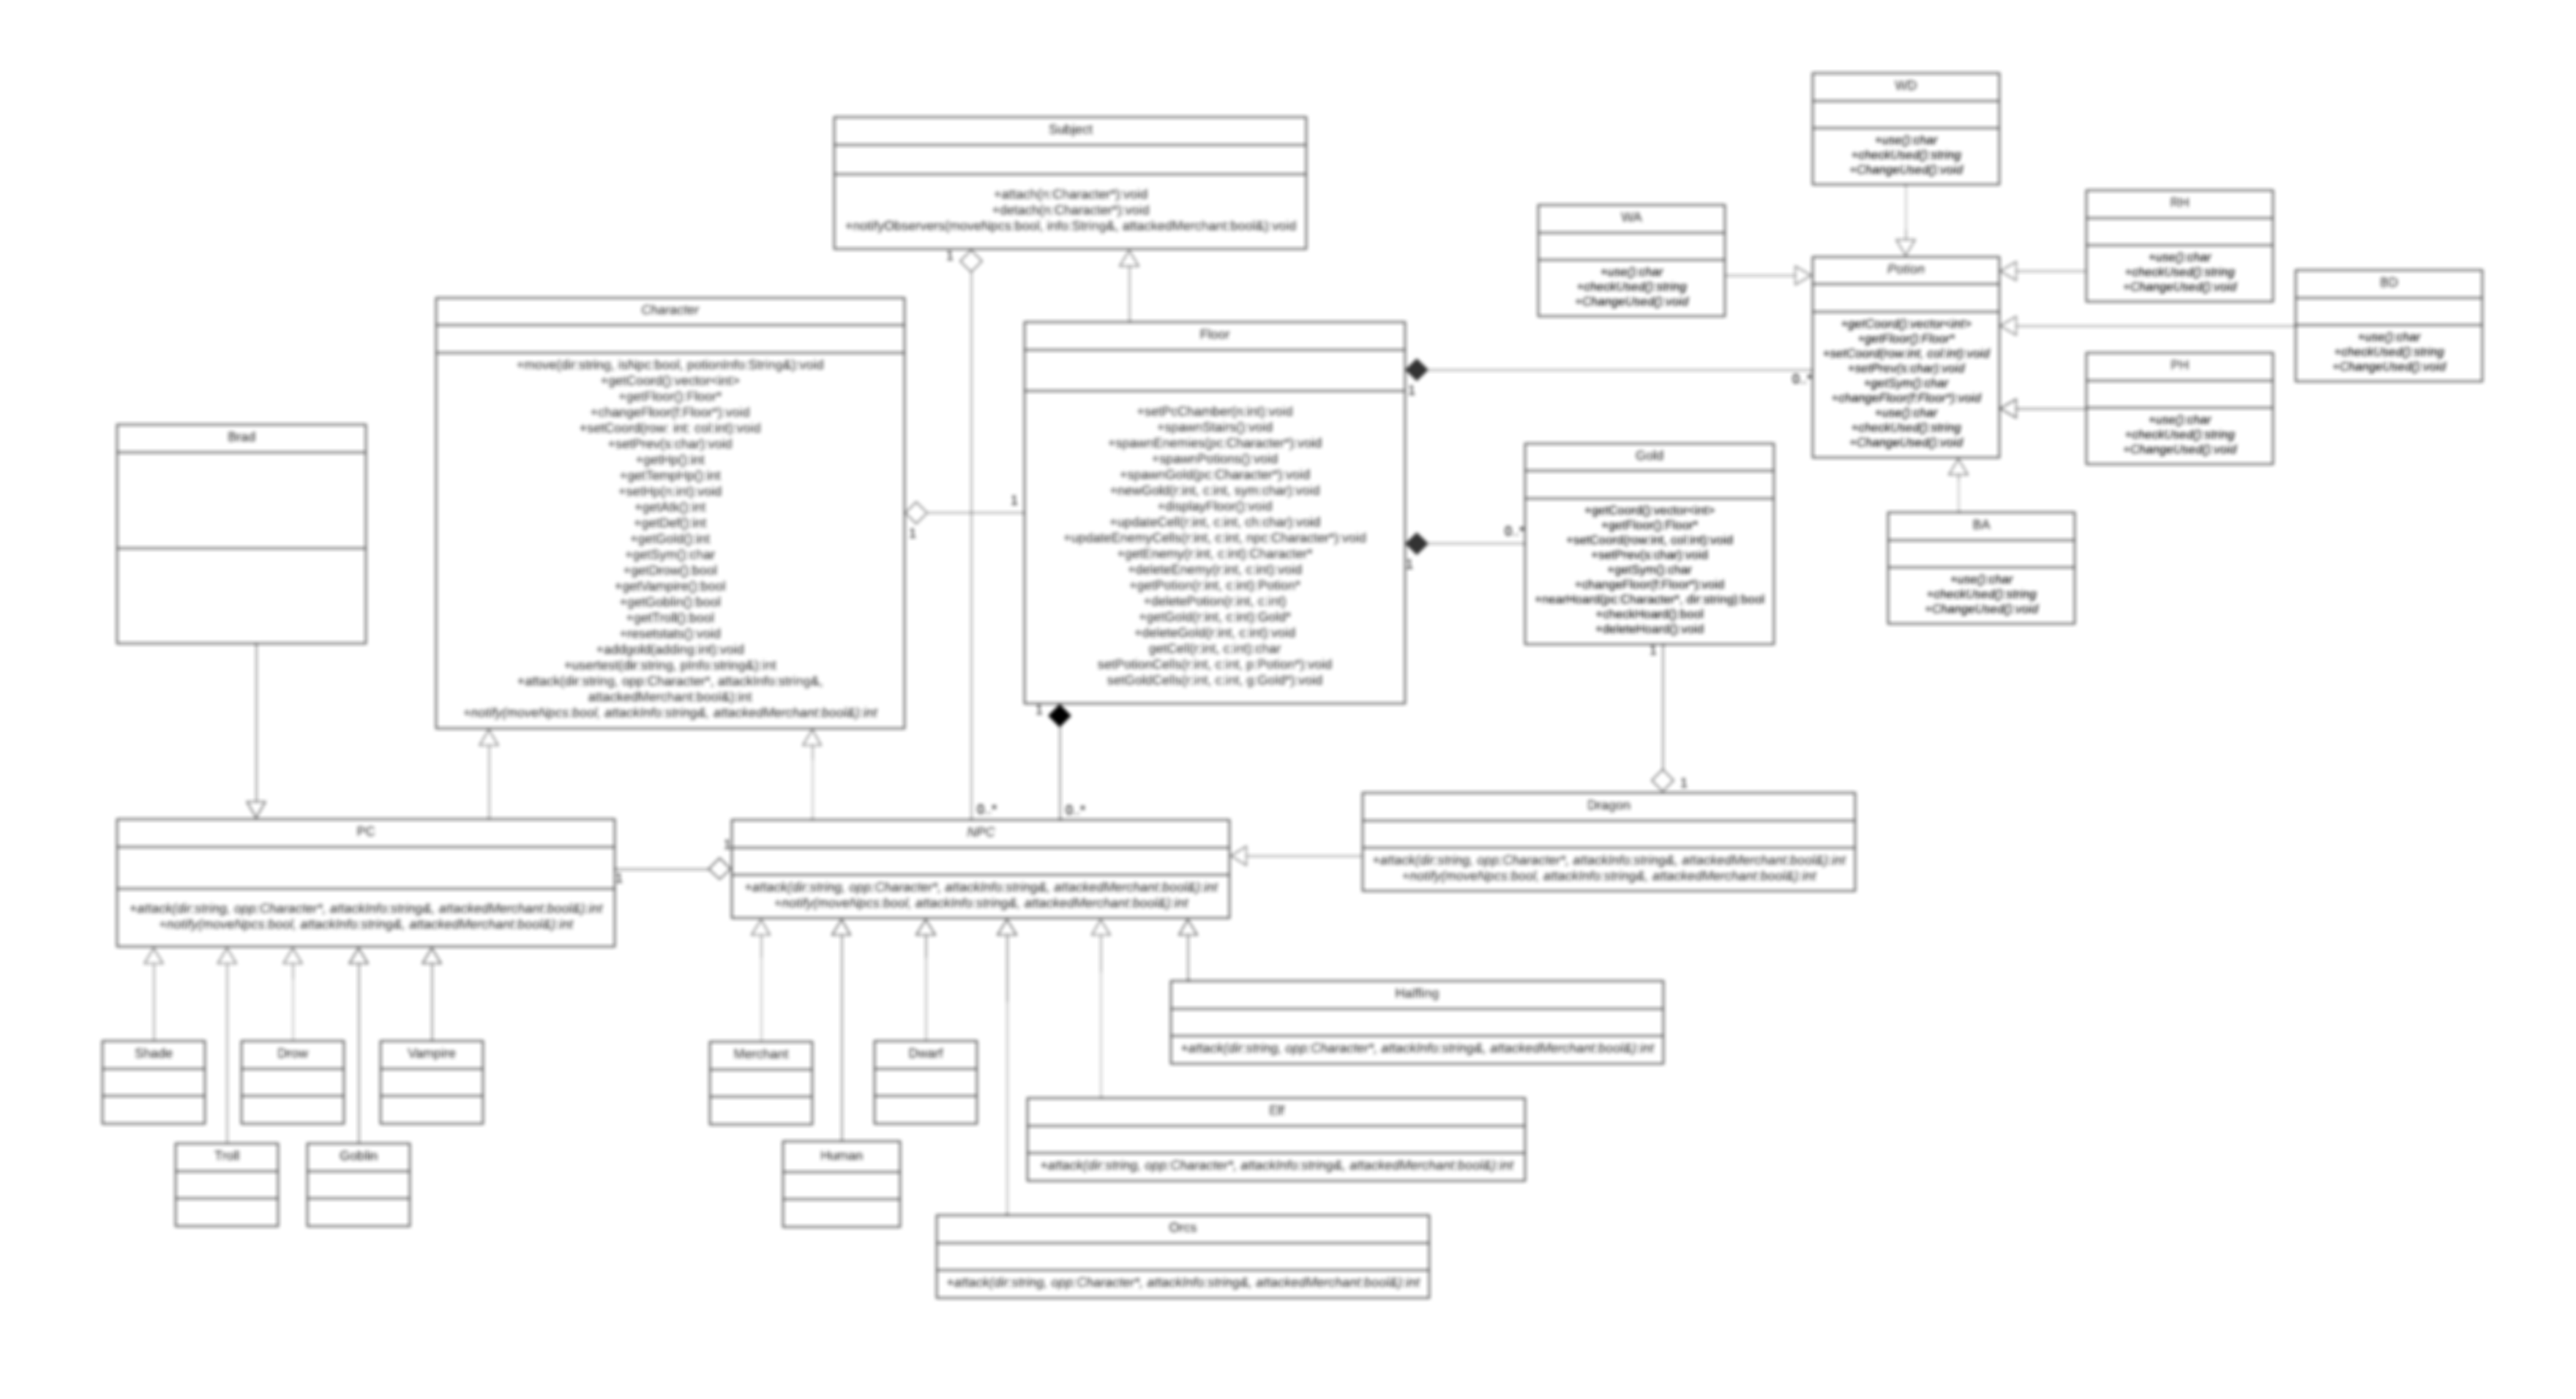 WD
+use():char
+checkUsed():string
+ChangeUsed():void
Subject
+attach(n:Character*):void
+detach(n:Character*):void
+notifyObservers(moveNpcs:bool, info:String&, attackedMerchant:bool&):void
1
WA
+use():char
+checkUsed():string
+ChangeUsed():void
RH
+use():char
+checkUsed():string
+ChangeUsed():void
BD
+use():char
+checkUsed():string
+ChangeUsed():void
Potion
+getCoord():vector<int>
+getFloor():Floor*
+setCoord(row:int, col:int):void
+setPrev(s:char):void
+getSym():char
+changeFloor(f:Floor*):void
+use():char
+checkUsed():string
+ChangeUsed():void
PH
+use():char
+checkUsed():string
+ChangeUsed():void
BA
+use():char
+checkUsed():string
+ChangeUsed():void
Character
+move(dir:string, isNpc:bool, potionInfo:String&):void
+getCoord():vector<int>
+getFloor():Floor*
+changeFloor(f:Floor*):void
+setCoord(row: int: col:int):void
+setPrev(s:char):void
+getHp():int
+getTempHp():int
+setHp(n:int):void
+getAtk():int
+getDef():int
+getGold():int
+getSym():char
+getDrow():bool
+getVampire():bool
+getGoblin():bool
+getTroll():bool
+resetstats():void
+addgold(adding:int):void
+usertest(dir:string, pInfo:string&):int
+attack(dir:string, opp:Character*, attackInfo:string&,
attackedMerchant:bool&):int
+notify(moveNpcs:bool, attackInfo:string&, attackedMerchant:bool&):int
1
1
Floor
+setPcChamber(n:int):void
+spawnStairs():void
+spawnEnemies(pc:Character*):void
+spawnPotions():void
+spawnGold(pc:Character*):void
+newGold(r:int, c:int, sym:char):void
+displayFloor():void
+updateCell(r:int, c:int, ch:char):void
+updateEnemyCells(r:int, c:int, npc:Character*):void
+getEnemy(r:int, c:int):Character*
+deleteEnemy(r:int, c:int):void
+getPotion(r:int, c:int):Potion*
+deletePotion(r:int, c:int)
+getGold(r:int, c:int):Gold*
+deleteGold(r:int, c:int):void
getCell(r:int, c:int):char
setPotionCells(r:int, c:int, p:Potion*):void
setGoldCells(r:int, c:int, g:Gold*):void
1
0..*
1
0..*
1
Gold
+getCoord():vector<int>
+getFloor():Floor*
+setCoord(row:int, col:int):void
+setPrev(s:char):void
+getSym():char
+changeFloor(f:Floor*):void
+nearHoard(pc:Character*, dir:string):bool
+checkHoard():bool
+deleteHoard():void
1
1
Brad
PC
+attack(dir:string, opp:Character*, attackInfo:string&, attackedMerchant:bool&):int
+notify(moveNpcs:bool, attackInfo:string&, attackedMerchant:bool&):int
1
1
0..*
0..*
NPC
+attack(dir:string, opp:Character*, attackInfo:string&, attackedMerchant:bool&):int
+notify(moveNpcs:bool, attackInfo:string&, attackedMerchant:bool&):int
Dragon
+attack(dir:string, opp:Character*, attackInfo:string&, attackedMerchant:bool&):int
+notify(moveNpcs:bool, attackInfo:string&, attackedMerchant:bool&):int
Halfling
+attack(dir:string, opp:Character*, attackInfo:string&, attackedMerchant:bool&):int
Shade
Drow
Vampire
Merchant
Dwarf
Elf
+attack(dir:string, opp:Character*, attackInfo:string&, attackedMerchant:bool&):int
Troll
Goblin
Human
Orcs
+attack(dir:string, opp:Character*, attackInfo:string&, attackedMerchant:bool&):int